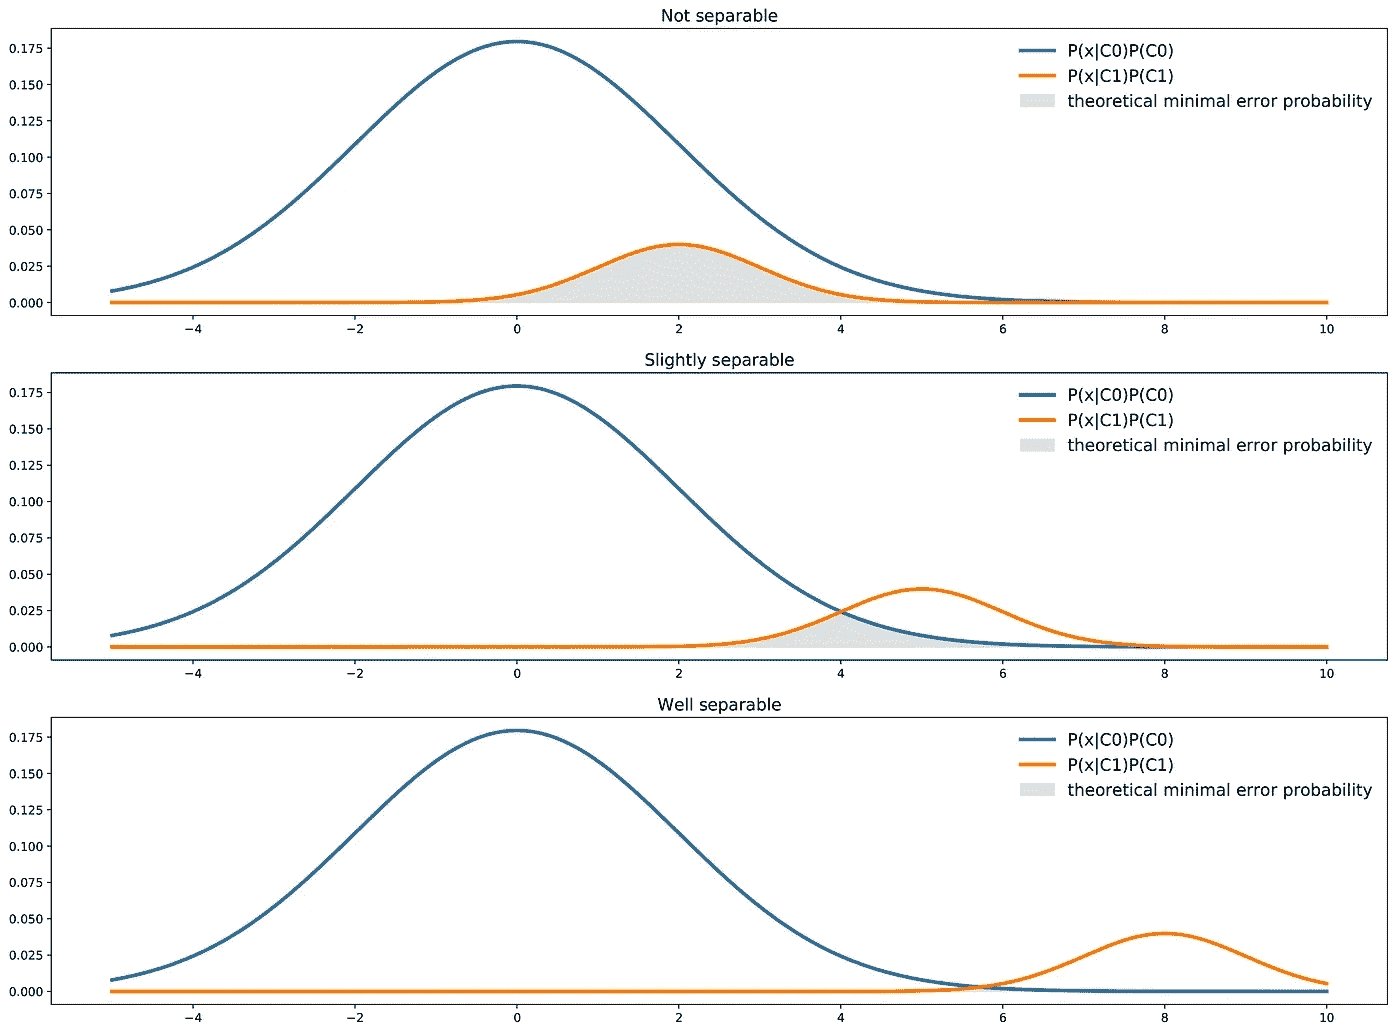 Not separable
0.175
0.150
0.125
0.100
0.075
0.050
0.025
0.000
P(x|C0)P(C0)
P(x|C1)P(C1)
theoretical minimal error probability
−4 −2 0 2 4 6 8 10
Slightly separable
0.175
0.150
0.125
0.100
0.075
0.050
0.025
0.000
P(x|C0)P(C0)
P(x|C1)P(C1)
theoretical minimal error probability
−4 −2 0 2 4 6 8 10
Well separable
0.175
0.150
0.125
0.100
0.075
0.050
0.025
0.000
P(x|C0)P(C0)
P(x|C1)P(C1)
theoretical minimal error probability
−4 −2 0 2 4 6 8 10